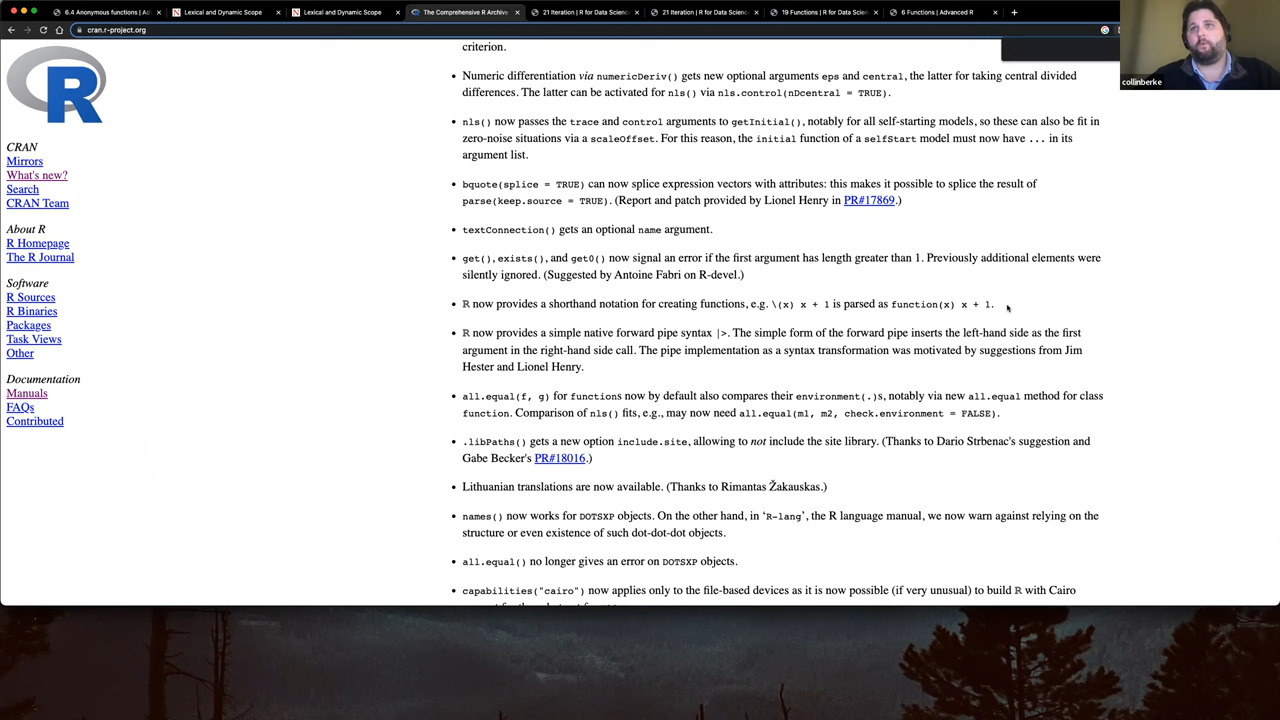 6.4 Anonymous functions | Ad
Lexical and Dynamic Scope
Lexical and Dynamic Scope
The Comprehensive R Archive
21 Iteration | R for Data Scienc
21 Iteration | R for Data Scienc
19 Functions | R for Data Scien
6 Functions | Advanced R
cran.r-project.org
collinberke
R
CRAN
Mirrors
What's new?
Search
CRAN Team
About R
R Homepage
The R Journal
Software
R Sources
R Binaries
Packages
Task Views
Other
Documentation
Manuals
FAQs
Contributed
criterion.
• Numeric differentiation via numericDeriv() gets new optional arguments eps and central, the latter for taking central divided
differences. The latter can be activated for nls() via nls.control(nDcentral = TRUE).
• nls() now passes the trace and control arguments to getInitial(), notably for all self-starting models, so these can also be fit in
zero-noise situations via a scaleOffset. For this reason, the initial function of a selfStart model must now have ... in its
argument list.
• bquote(splice = TRUE) can now splice expression vectors with attributes: this makes it possible to splice the result of
parse(keep.source = TRUE). (Report and patch provided by Lionel Henry in PR#17869.)
• textConnection() gets an optional name argument.
• get(), exists(), and get0() now signal an error if the first argument has length greater than 1. Previously additional elements were
silently ignored. (Suggested by Antoine Fabri on R-devel.)
• R now provides a shorthand notation for creating functions, e.g. \(x) x + 1 is parsed as function(x) x + 1.
• R now provides a simple native forward pipe syntax |>. The simple form of the forward pipe inserts the left-hand side as the first
argument in the right-hand side call. The pipe implementation as a syntax transformation was motivated by suggestions from Jim
Hester and Lionel Henry.
• all.equal(f, g) for functions now by default also compares their environment(.)s, notably via new all.equal method for class
function. Comparison of nls() fits, e.g., may now need all.equal(m1, m2, check.environment = FALSE).
• .libPaths() gets a new option include.site, allowing to not include the site library. (Thanks to Dario Strbenac's suggestion and
Gabe Becker's PR#18016.)
• Lithuanian translations are now available. (Thanks to Rimantas Žakauskas.)
• names() now works for DOTSXP objects. On the other hand, in ‘R-lang’, the R language manual, we now warn against relying on the
structure or even existence of such dot-dot-dot objects.
• all.equal() no longer gives an error on DOTSXP objects.
• capabilities("cairo") now applies only to the file-based devices as it is now possible (if very unusual) to build R with Cairo